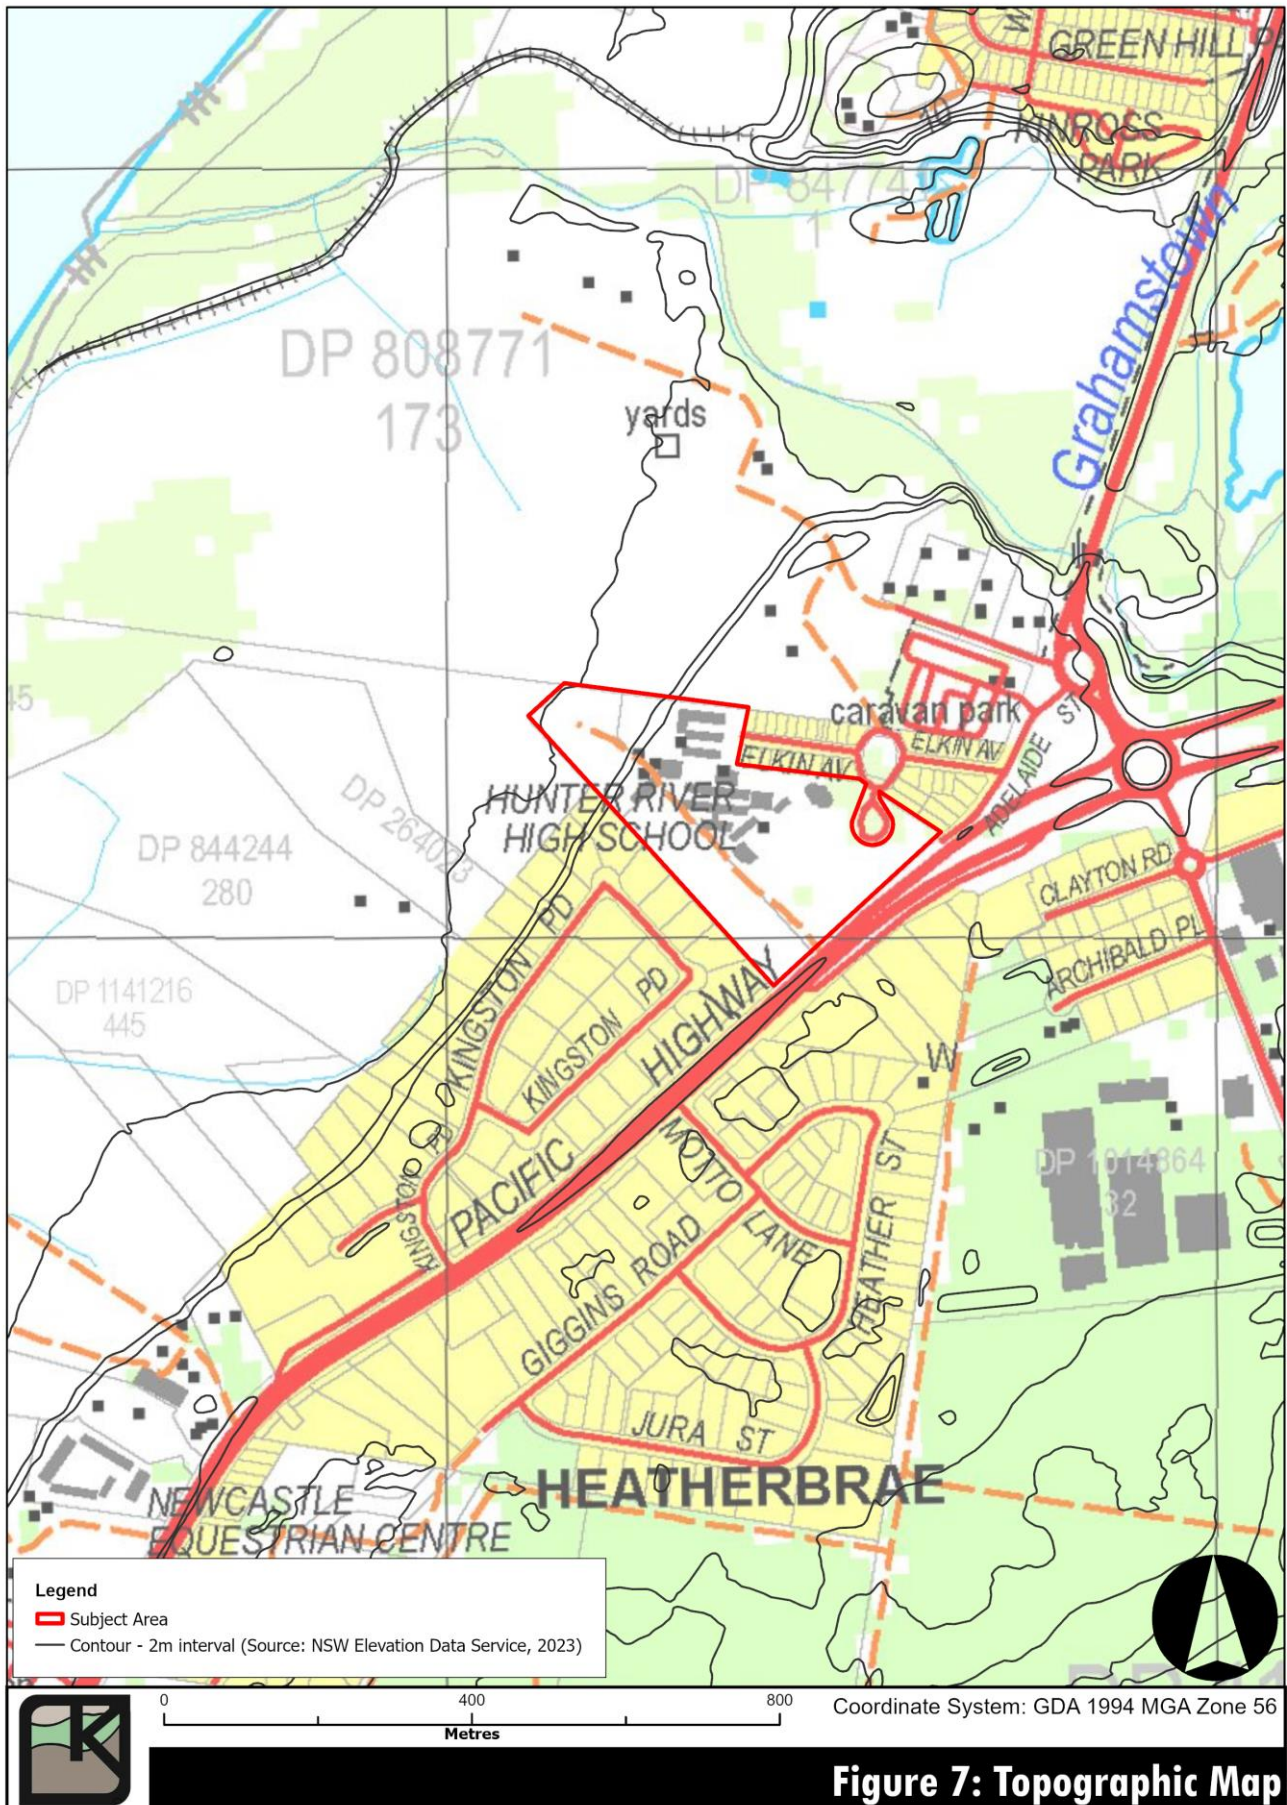 GREEN HILL
KINROSS
PARK
10
DP 84774
1
Grahamstown
DP 808771
173
yards
caravan park
ST
ELKIN AV
ELKIN AV
ADELAIDE
HUNTER RIVER
HIGH SCHOOL
DP 264023
DP 844244
280
CLAYTON RD
ARCHIBALD PL
KINGSTON PD
KINGSTON PD
HIGHWAY
DP 1141216
445
W
MOTTO
LANE
KINGSTON PD
PACIFIC
HEATHER ST
HEATHER ST
DP 1014864
32
GIGGINS ROAD
JURA ST
HEATHERBRAE
NEWCASTLE
EQUESTRIAN CENTRE
Legend
Subject Area
Contour - 2m interval (Source: NSW Elevation Data Service, 2023)
0 400 800
Metres
Coordinate System: GDA 1994 MGA Zone 56
Figure 7: Topographic Map